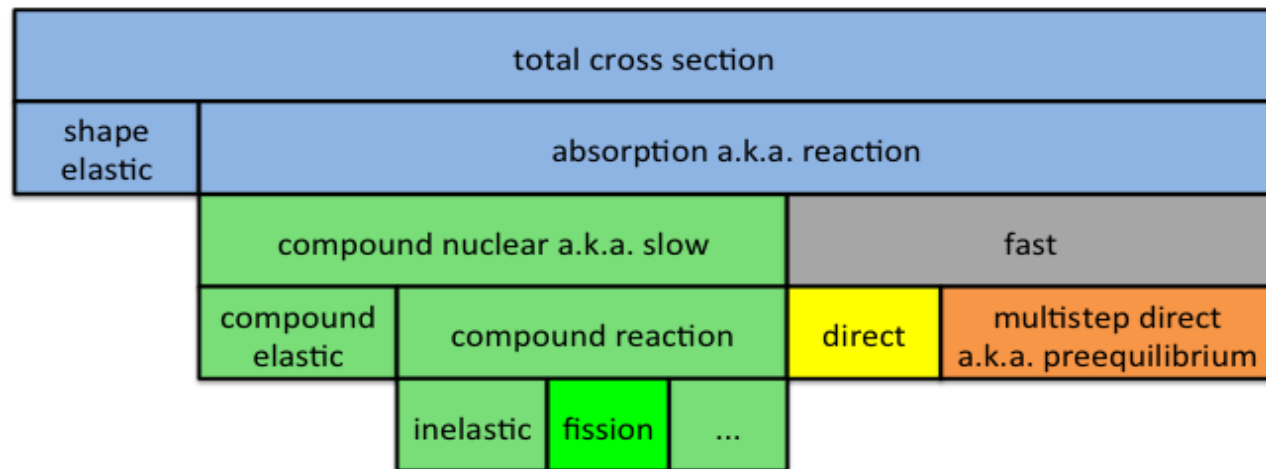 total cross section
shape
elastic
absorption a.k.a. reaction
compound nuclear a.k.a. slow
fast
compound
elastic
compound reaction
direct
multistep direct
a.k.a. preequilibrium
inelastic
fission
...